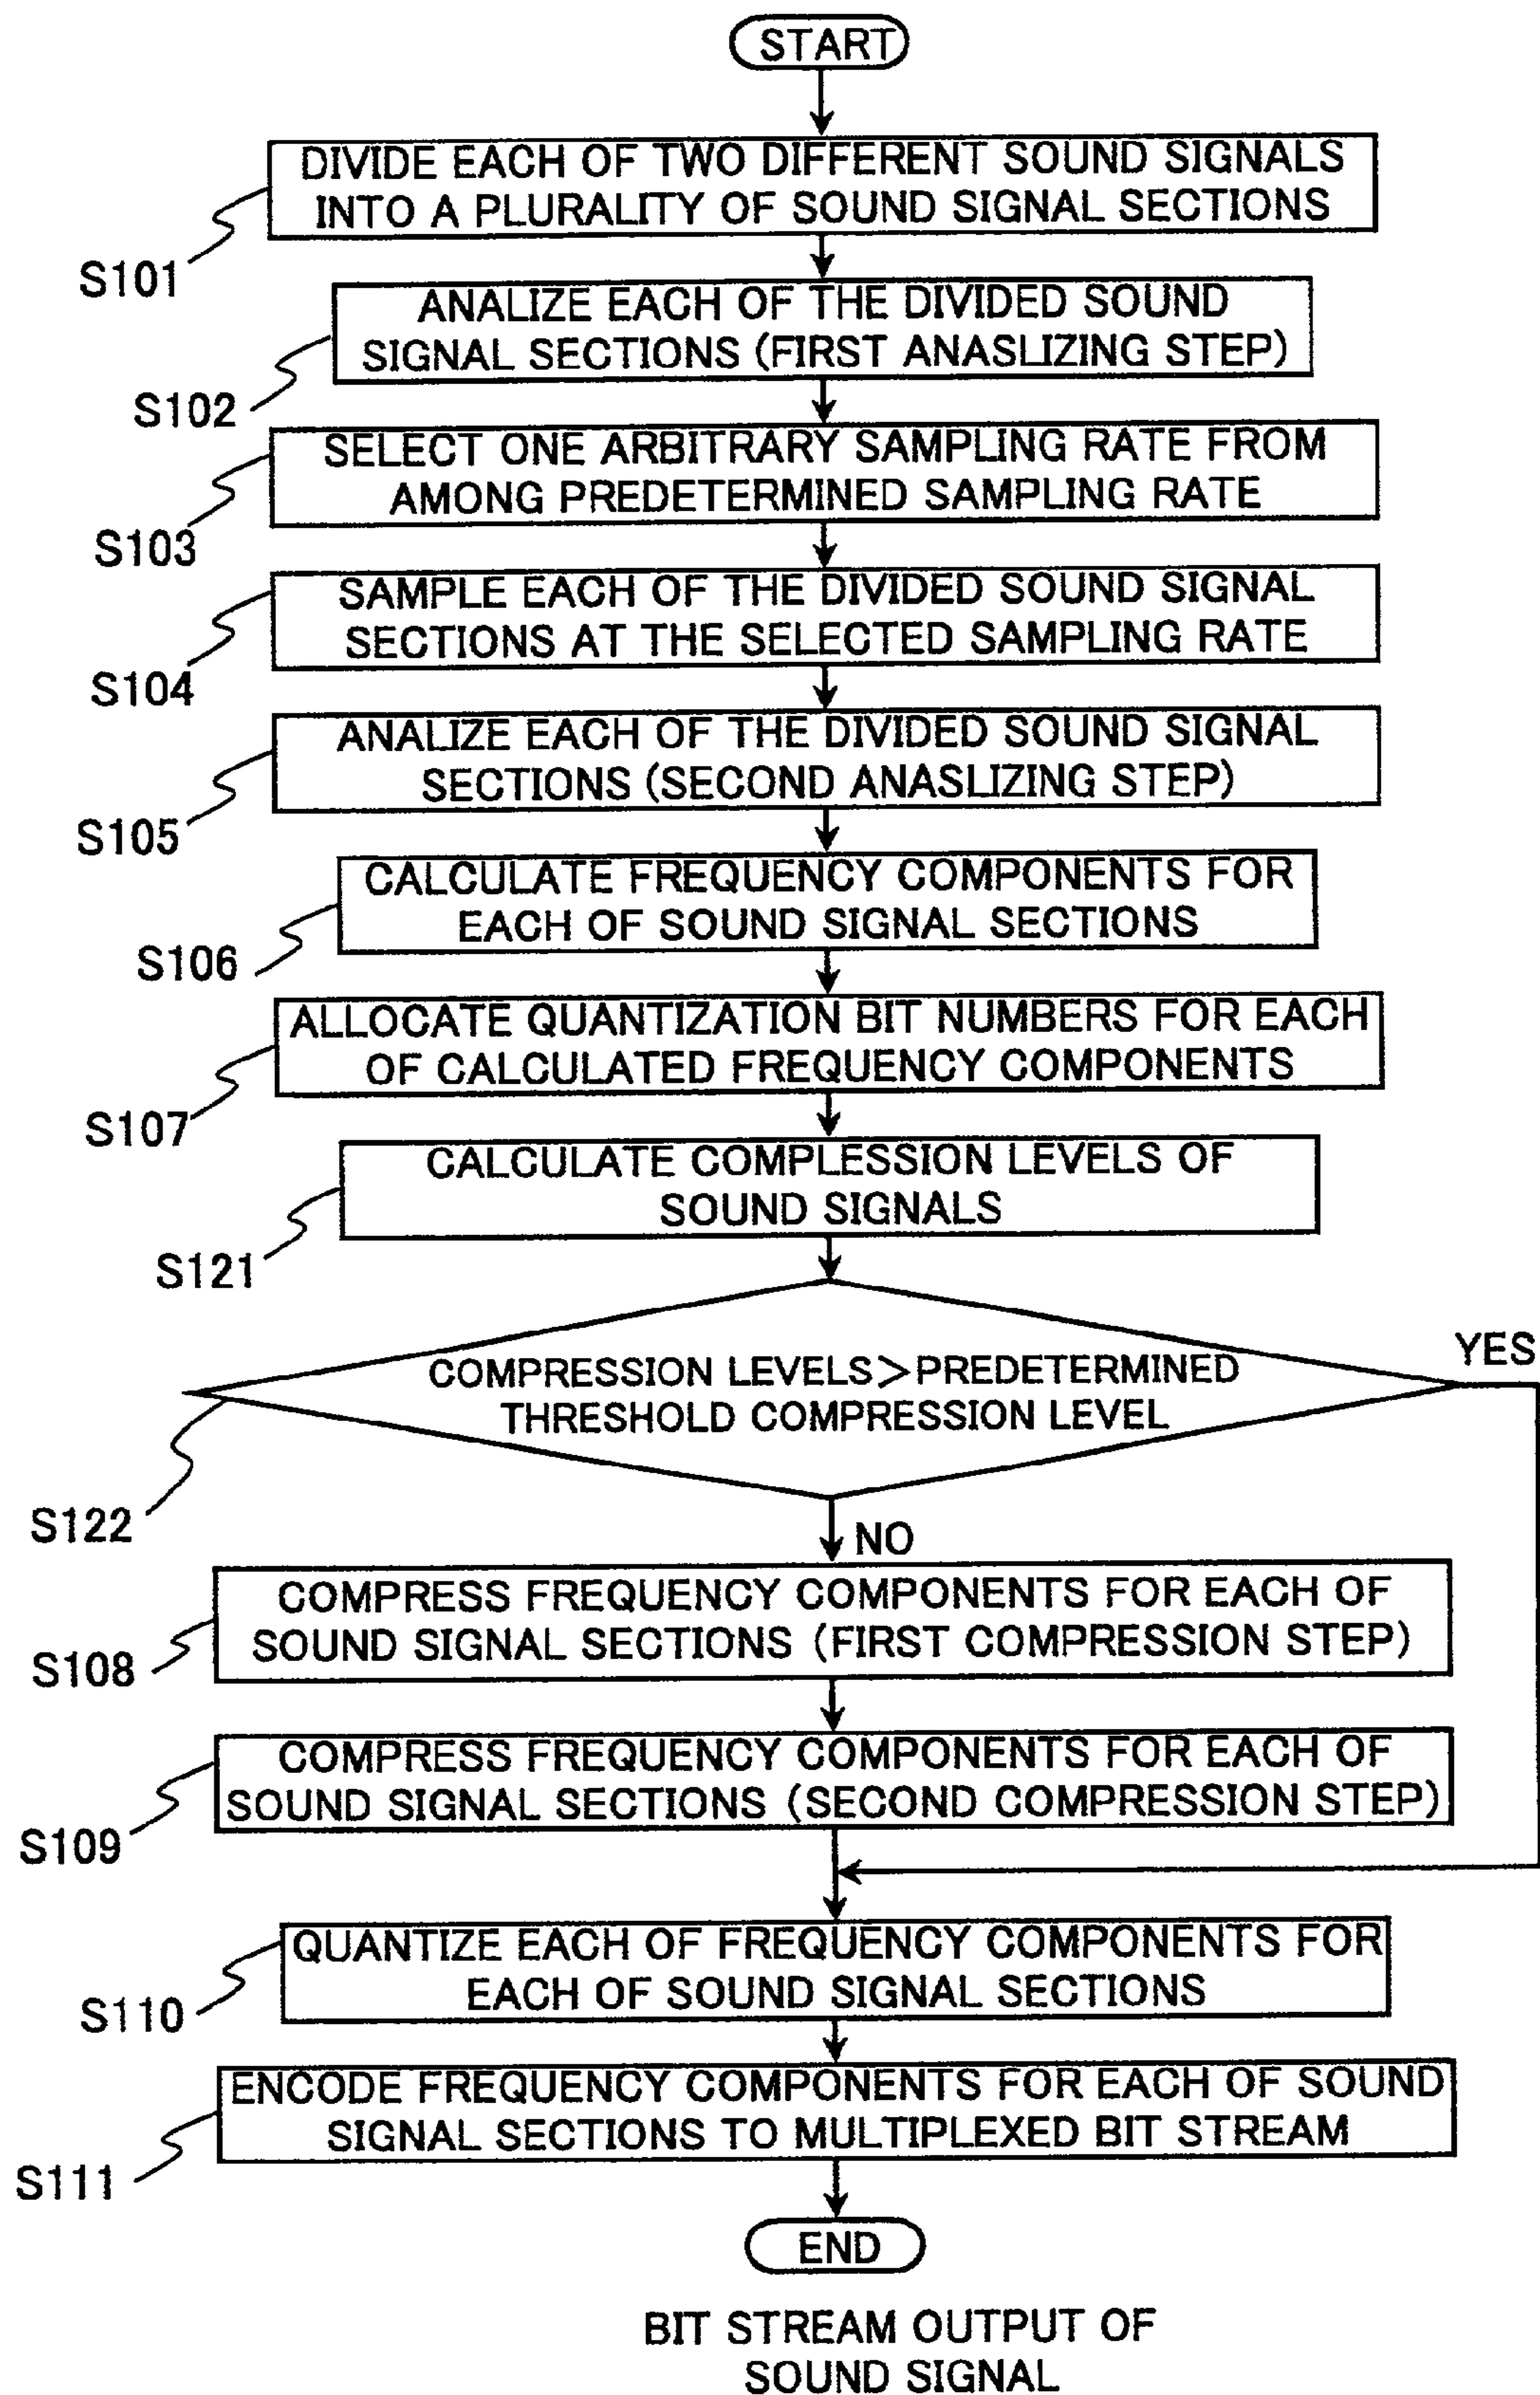 START
DIVIDE EACH OF TWO DIFFERENT SOUND SIGNALS
INTO A PLURALITY OF SOUND SIGNAL SECTIONS
S101
ANALIZE EACH OF THE DIVIDED SOUND
SIGNAL SECTIONS (FIRST ANASLIZING STEP)
S102
SELECT ONE ARBITRARY SAMPLING RATE FROM
AMONG PREDETERMINED SAMPLING RATE
S103
SAMPLE EACH OF THE DIVIDED SOUND SIGNAL
SECTIONS AT THE SELECTED SAMPLING RATE
S104
ANALIZE EACH OF THE DIVIDED SOUND SIGNAL
SECTIONS (SECOND ANASLIZING STEP)
S105
CALCULATE FREQUENCY COMPONENTS FOR
EACH OF SOUND SIGNAL SECTIONS
S106
ALLOCATE QUANTIZATION BIT NUMBERS FOR EACH
OF CALCULATED FREQUENCY COMPONENTS
S107
CALCULATE COMPLESSION LEVELS OF
SOUND SIGNALS
S121
YES
COMPRESSION LEVELS>PREDETERMINED
THRESHOLD COMPRESSION LEVEL
S122
NO
COMPRESS FREQUENCY COMPONENTS FOR EACH OF
SOUND SIGNAL SECTIONS (FIRST COMPRESSION STEP)
S108
COMPRESS FREQUENCY COMPONENTS FOR EACH OF
SOUND SIGNAL SECTIONS (SECOND COMPRESSION STEP)
S109
QUANTIZE EACH OF FREQUENCY COMPONENTS FOR
EACH OF SOUND SIGNAL SECTIONS
S110
ENCODE FREQUENCY COMPONENTS FOR EACH OF SOUND
SIGNAL SECTIONS TO MULTIPLEXED BIT STREAM
S111
END
BIT STREAM OUTPUT OF
SOUND SIGNAL